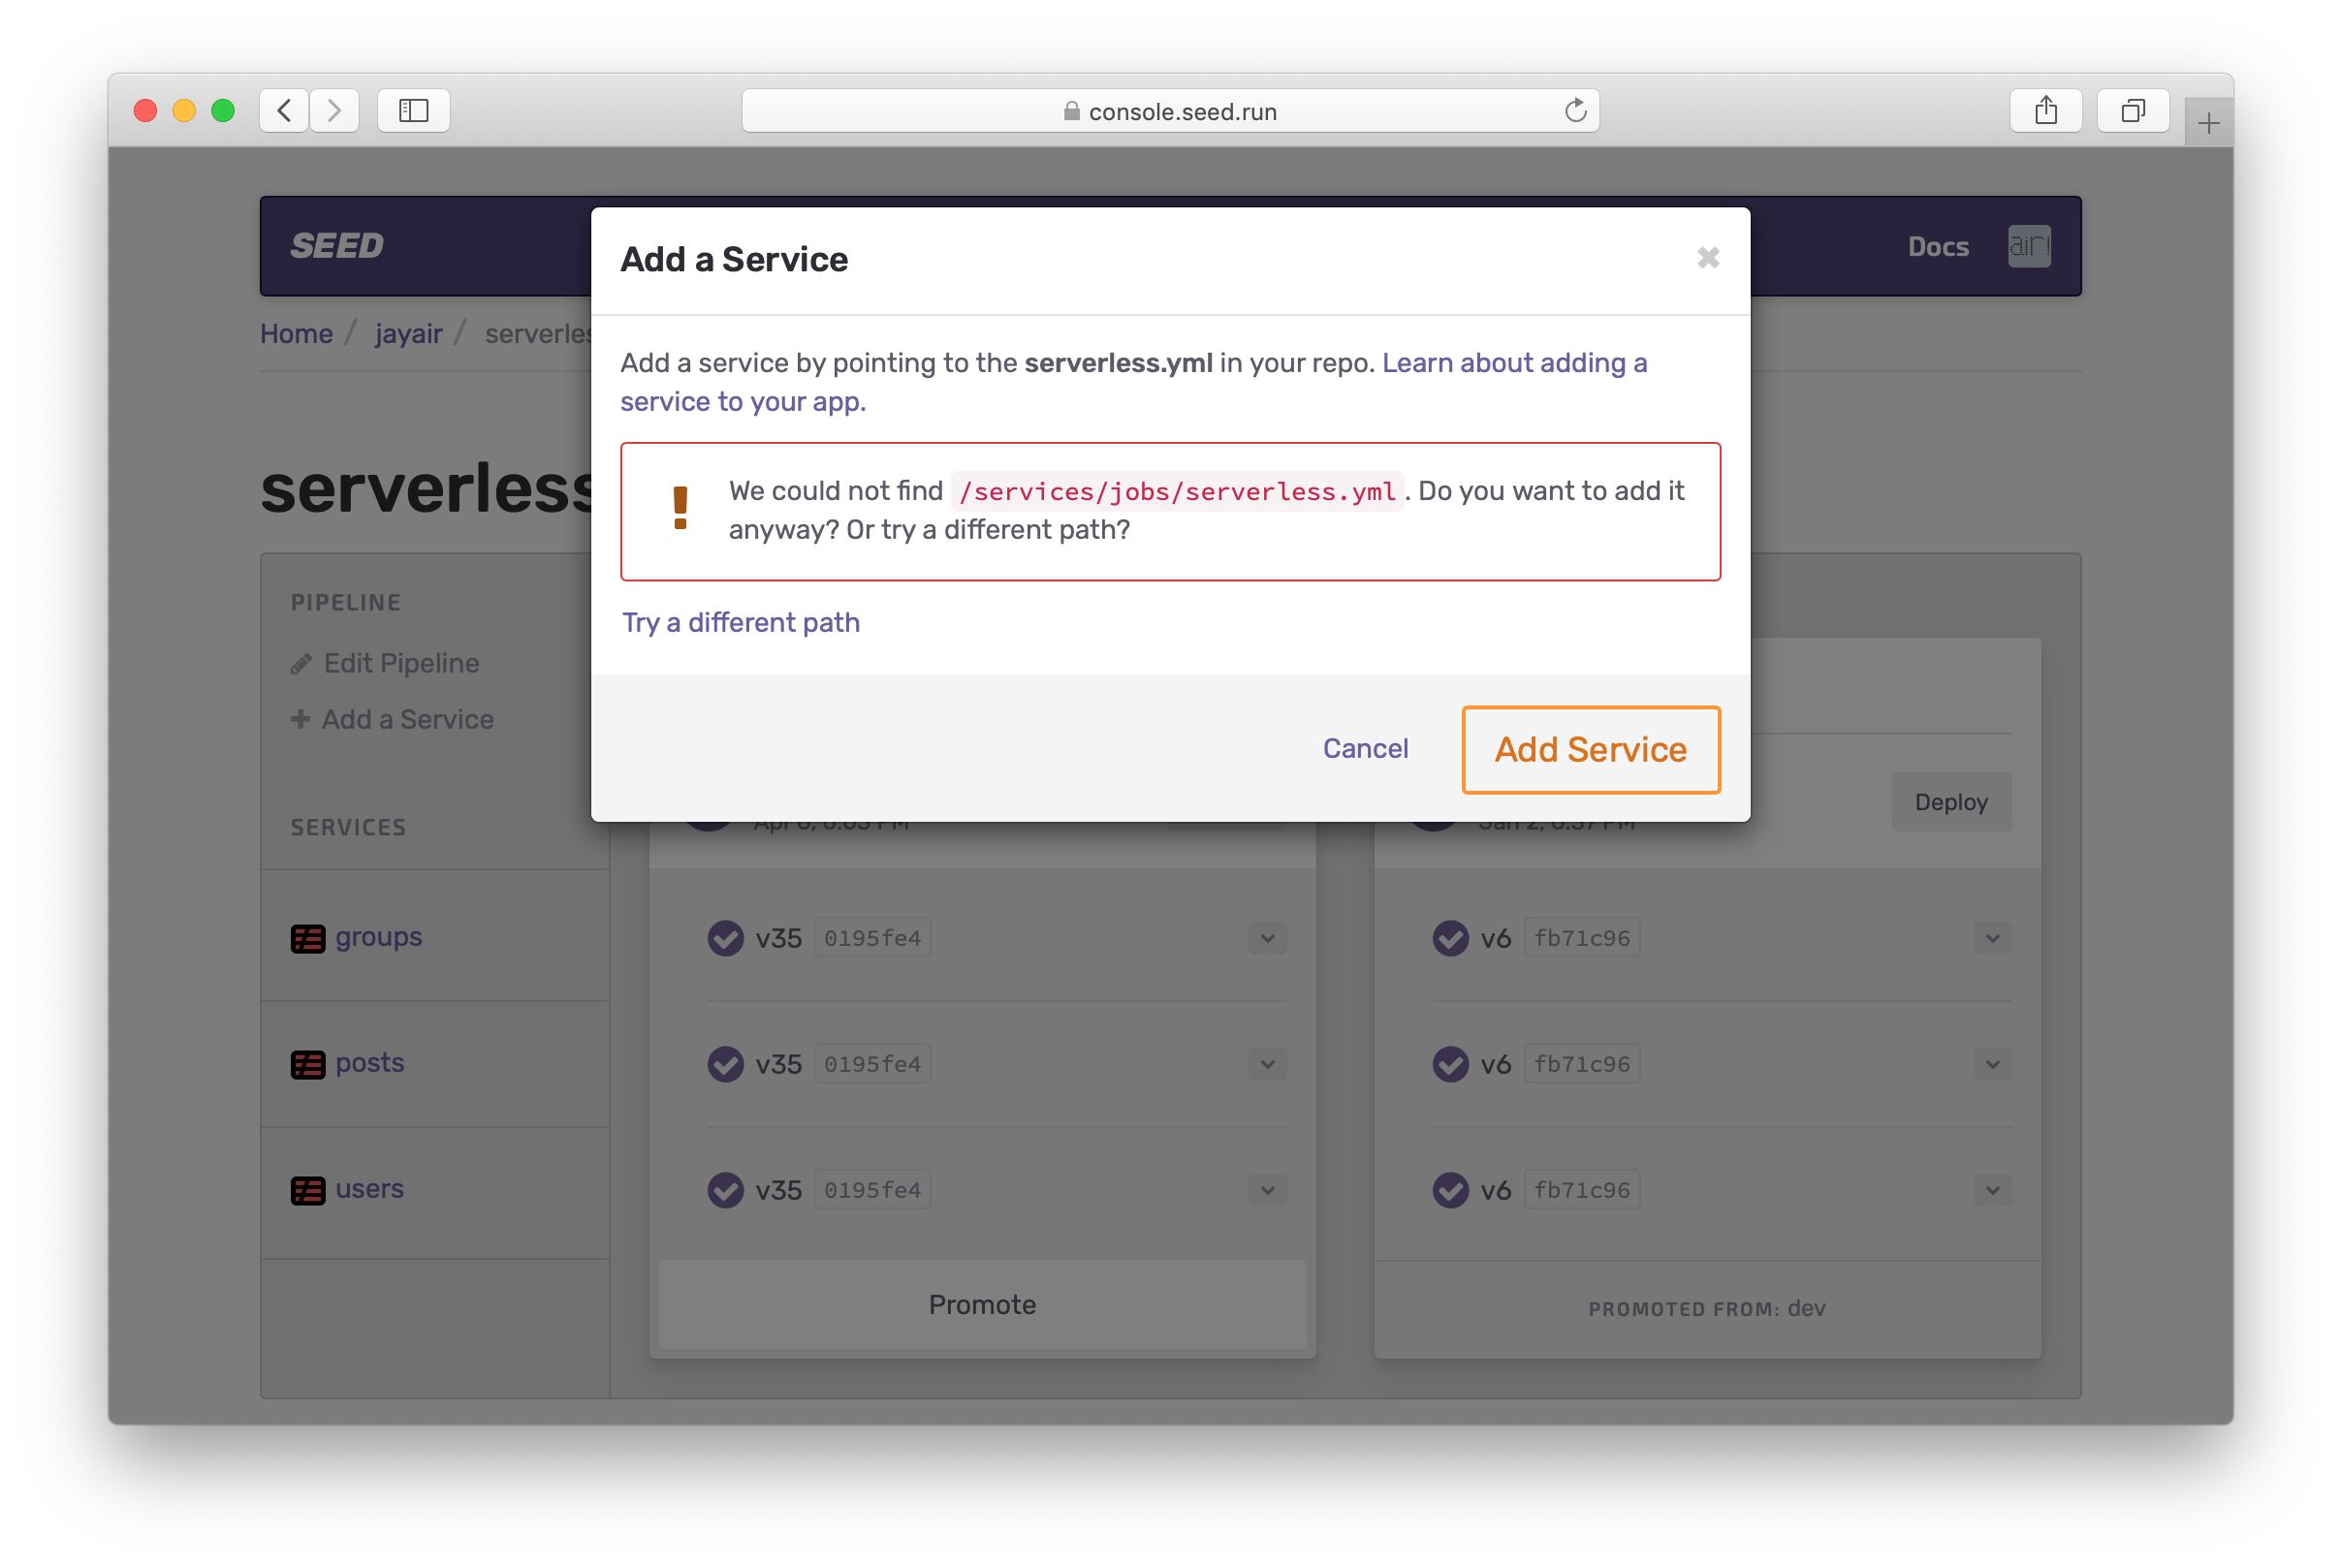 console.seed.run
SEED
Docs
Home / jayair /
Add a Service
Add a service by pointing to the serverless.yml in your repo. Learn about adding a
service to your app.
We could not find /services/jobs/serverless.yml. Do you want to add it
anyway? Or try a different path?
Try a different path
Cancel
Add Service
serverless
PIPELINE
Edit Pipeline
Add a Service
SERVICES
Deploy
groups
v35 0195fe4
v6 fb71c96
posts
v35 0195fe4
v6 fb71c96
users
v35 0195fe4
v6 fb71c96
Promote
PROMOTED FROM: dev